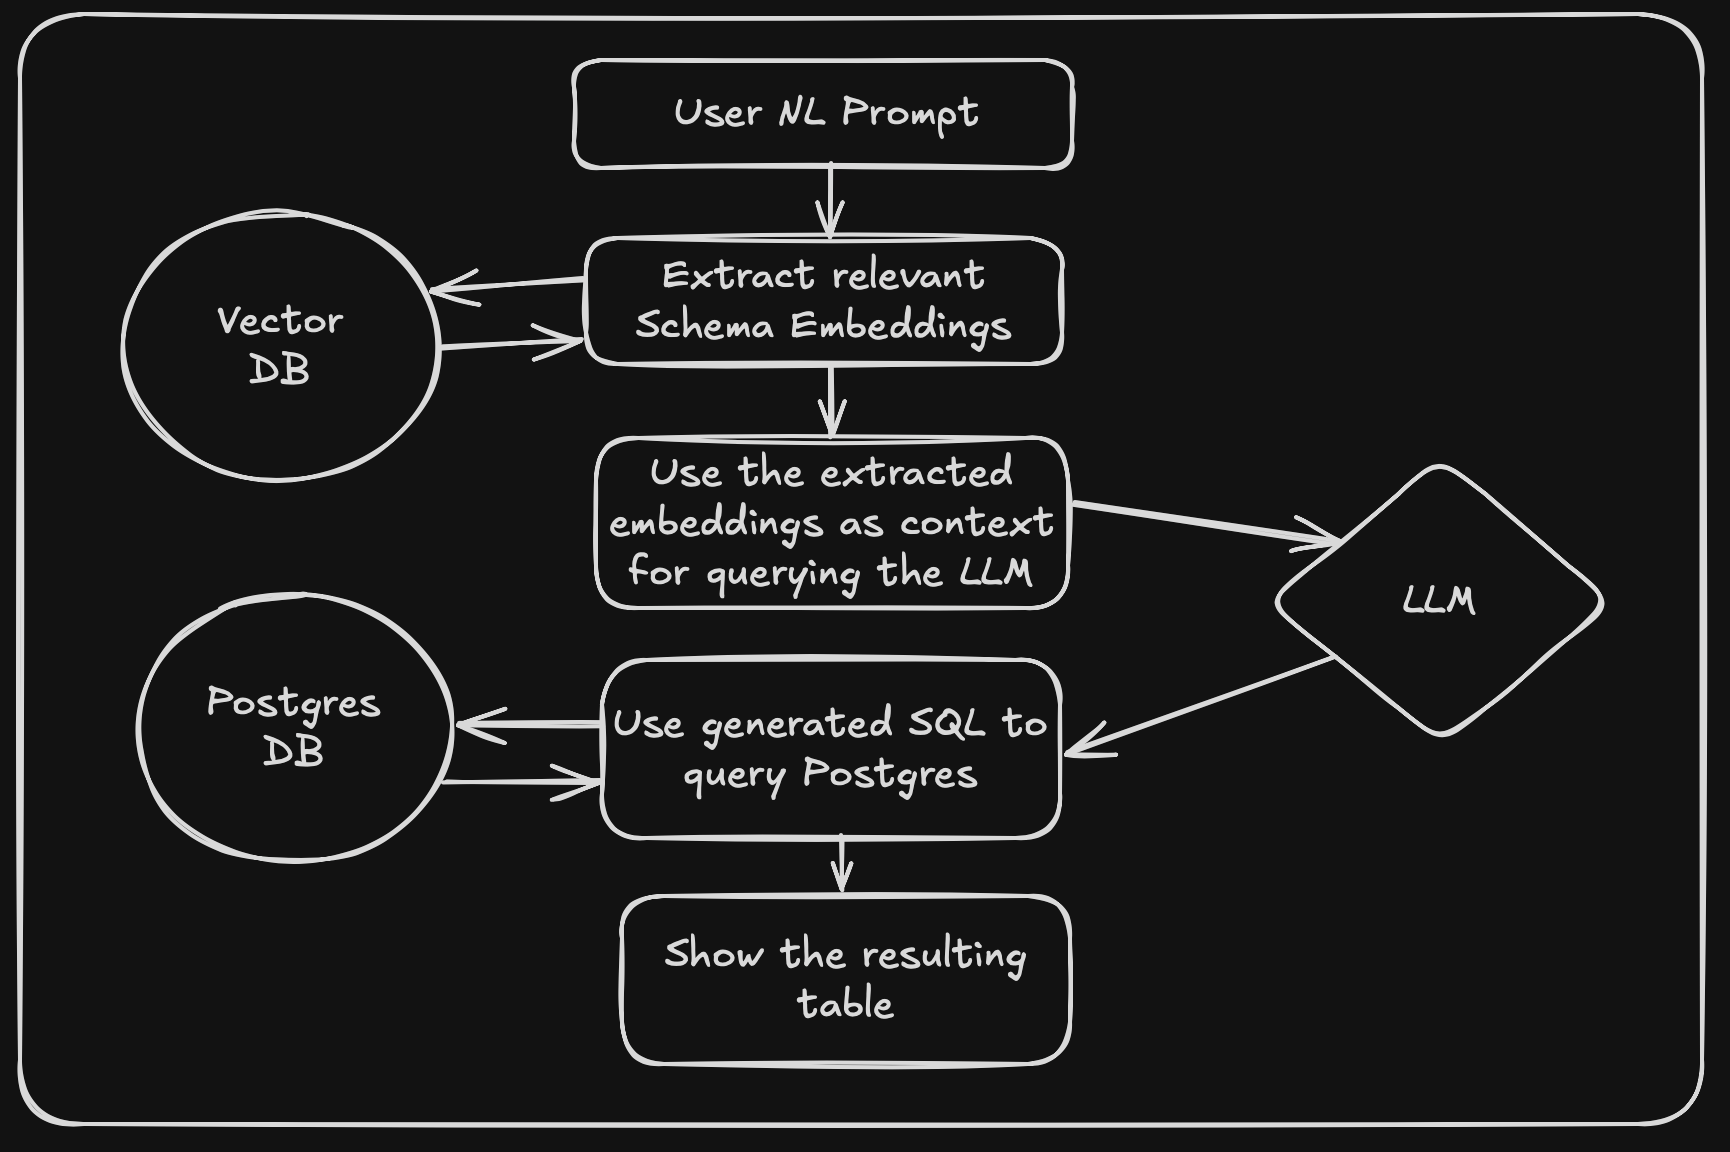 User NL Prompt
Extract relevant
Schema Embeddings
Vector
DB
Use the extracted
embeddings as context
for querying the LLM
LLM
Postgres
DB
Use generated SQL to
query Postgres
Show the resulting
table